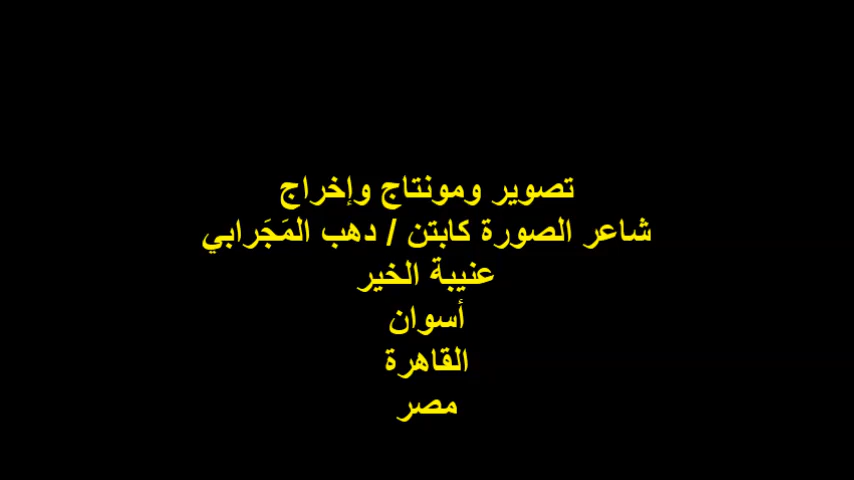 تصوير ومونتاج وإخراج
شاعر الصورة كابتن / دهب المَجَرابي
عنيبة الخير
أسوان
القاهرة
مصر